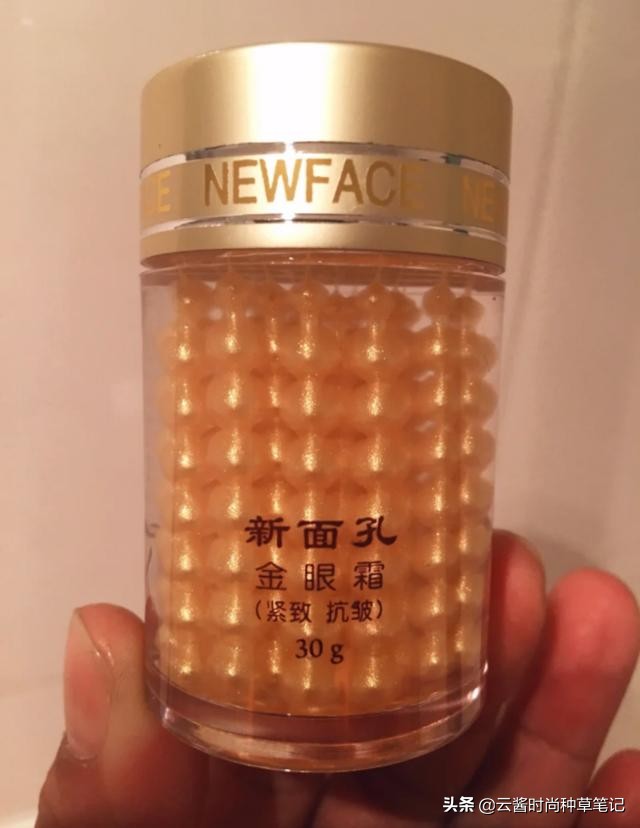 NEWFACE NE
新面孔
金眼霜
（紧致 抗皱）
30 g
头条 @云酱时尚种草笔记